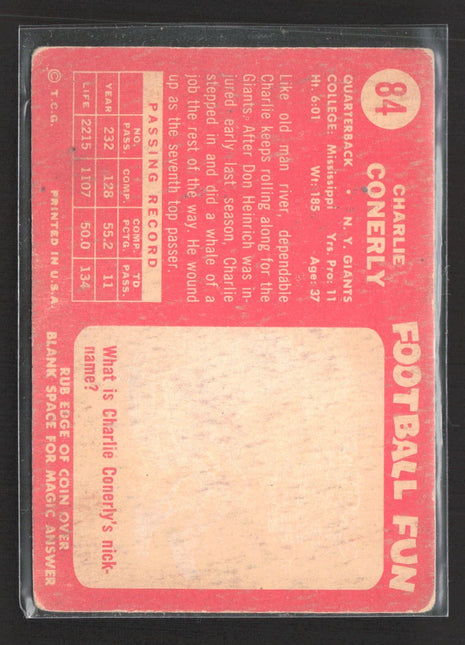 84
CHARLIE
CONERLY
QUARTERBACK • N. Y. GIANTS
COLLEGE: Mississippi Yrs. Pro: 11
Ht. 6:01 Wt: 185 Age: 37
Like old man river, dependable
Charlie keeps rolling along for the
Giants. After Don Heinrich was in-
jured early last season, Charlie
stepped in and did a whale of a
job the rest of the way. He wound
up as the seventh top passer.
PASSING RECORD
NO. PASS. COMP. COMP. PCTG. T'D PASS.
YEAR 232 128 55.2 11
LIFE 2215 1107 50.0 134
© T.C.G. PRINTED IN U.S.A.
FOOTBALL FUN
What is Charlie Conerly's nick-
name?
RUB EDGE OF COIN OVER
BLANK SPACE FOR MAGIC ANSWER